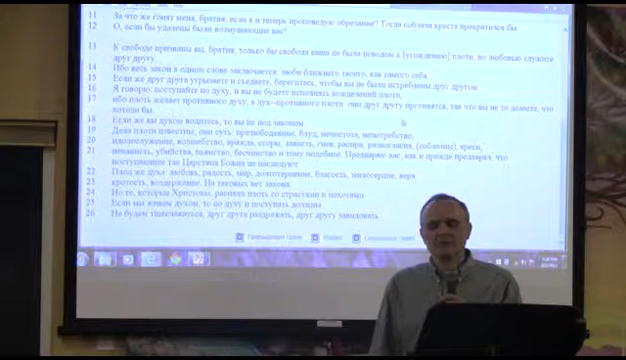 11 За что же гонят меня, братия, если я и теперь проповедую обрезание? Тогда соблазн креста прекратился бы.
12 О, если бы удалены были возмущающие вас!
13 К свободе призваны вы, братия, только бы свобода ваша не была поводом к [угождению] плоти, но любовью служите
друг другу.
14 Ибо весь закон в одном слове заключается: люби ближнего твоего, как самого себя.
15 Если же друг друга угрызаете и съедаете, берегитесь, чтобы вы не были истреблены друг другом
16 Я говорю: поступайте по духу, и вы не будете исполнять вожделений плоти,
17 ибо плоть желает противного духу, а дух--противного плоти: они друг другу противятся, так что вы не то делаете, что
хотели бы.
18 Если же вы духом водитесь, то вы не под законом
19 Дела плоти известны; они суть: прелюбодеяние, блуд, нечистота, непотребство,
20 идолослужение, волшебство, вражда, ссоры, зависть, гнев, распри, разногласия, (соблазны), ереси,
21 ненависть, убийства, пьянство, бесчинство и тому подобное. Предваряю вас, как и прежде предварял, что
поступающие так Царствия Божия не наследуют
22 Плод же духа: любовь, радость, мир, долготерпение, благость, милосердие, вера,
23 кротость, воздержание. На таковых нет закона
24 Но те, которые Христовы, распяли плоть со страстями и похотями.
25 Если мы живем духом, то по духу и поступать должны
26 Не будем тщеславиться, друг друга раздражать, друг другу завидовать.
Предыдущая глава Наверх Следующая глава